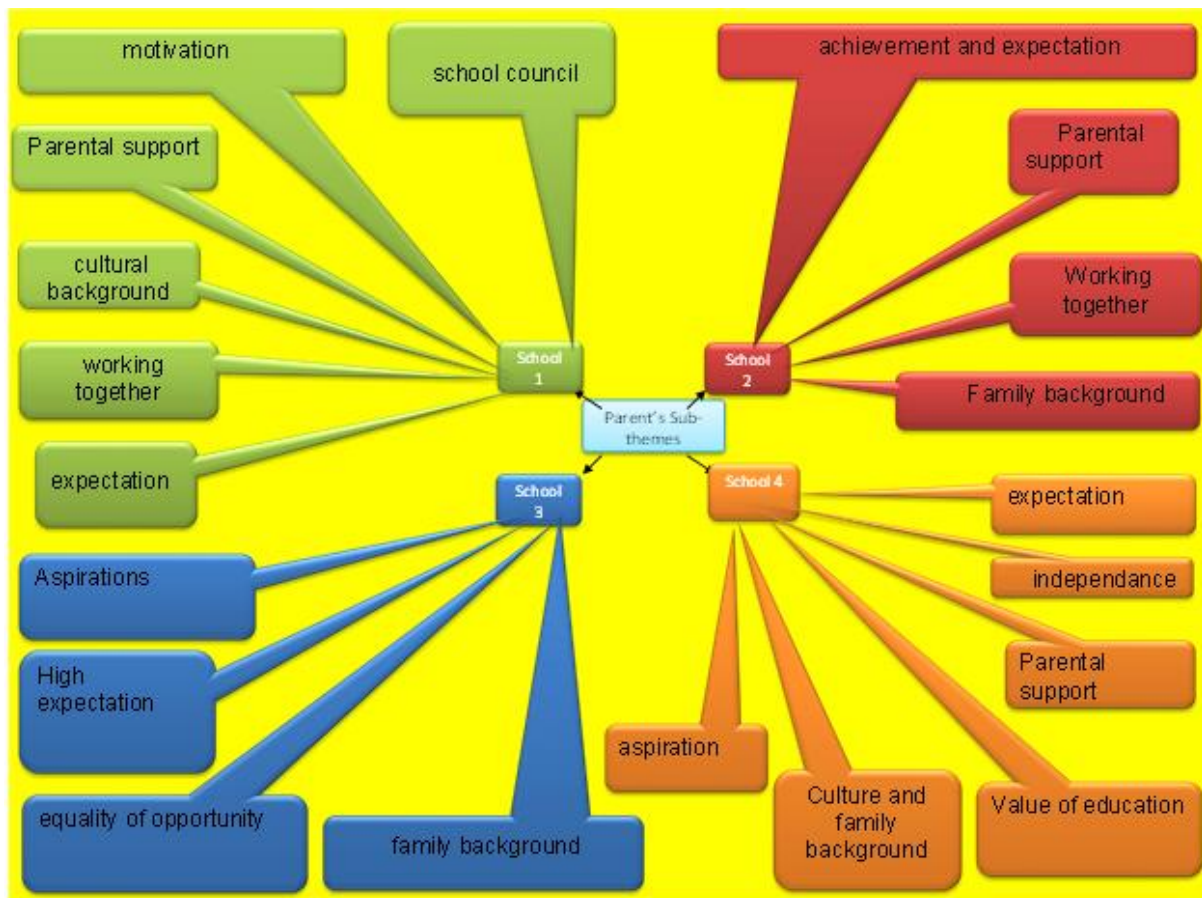 motivation
school council
achievement and expectation
Parental support
Parental
support
cultural
background
Working
together
working
together
School
1
School
2
Family background
Parent's Sub-
themes
expectation
School
3
School 4
expectation
Aspirations
independance
High
expectation
Parental
support
aspiration
equality of opportunity
family background
Culture and
family
background
Value of education